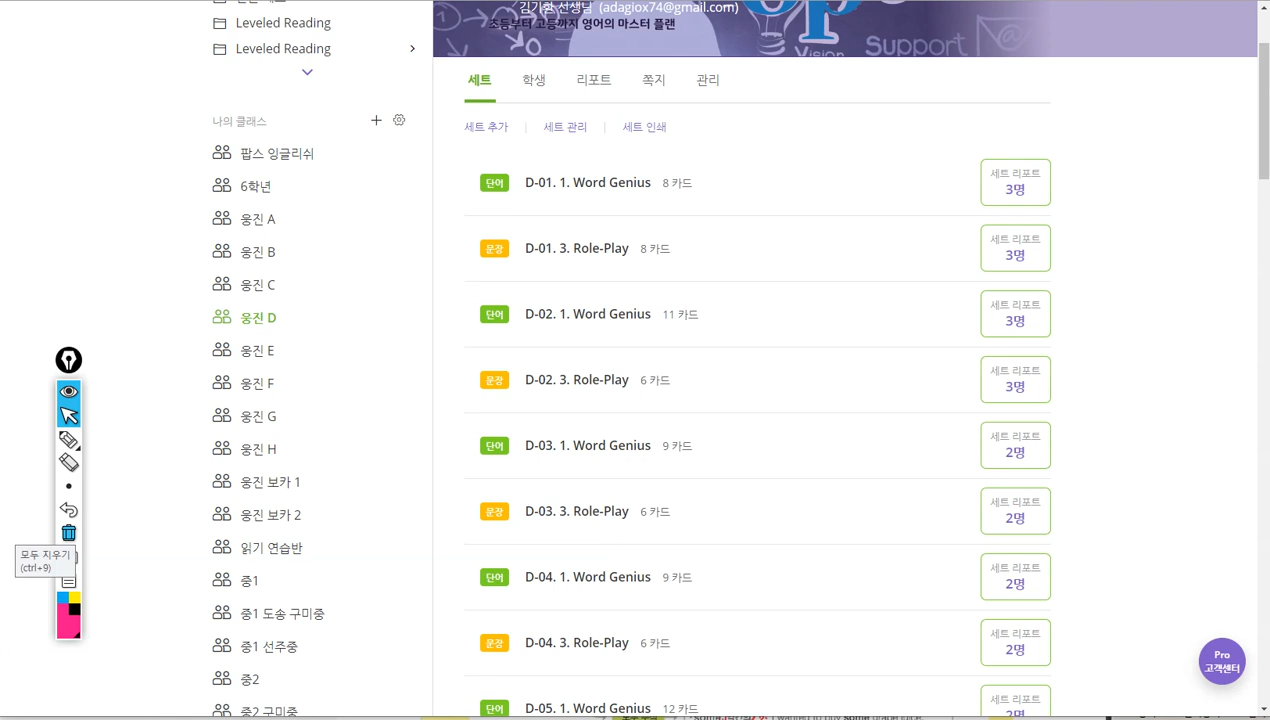 Leveled Reading
Leveled Reading
나의 클래스
팝스 잉글리쉬
6학년
웅진 A
웅진 B
웅진 C
웅진 D
웅진 E
웅진 F
웅진 G
웅진 H
웅진 보카 1
웅진 보카 2
읽기 연습반
중1
중1 도송 구미중
중1 선주중
중2
중2 구미중
모두 지우기
(ctrl+9)
김기환 선생님 (adagiox74@gmail.com)
초등부터 고등까지 영어의 마스터 플랜
Vision
Support
세트 학생 리포트 쪽지 관리
세트 추가 | 세트 관리 | 세트 인쇄
단어 D-01. 1. Word Genius 8 카드 세트 리포트
3명
문장 D-01. 3. Role-Play 8 카드 세트 리포트
3명
단어 D-02. 1. Word Genius 11 카드 세트 리포트
3명
문장 D-02. 3. Role-Play 6 카드 세트 리포트
3명
단어 D-03. 1. Word Genius 9 카드 세트 리포트
2명
문장 D-03. 3. Role-Play 6 카드 세트 리포트
2명
단어 D-04. 1. Word Genius 9 카드 세트 리포트
2명
문장 D-04. 3. Role-Play 6 카드 세트 리포트
2명
단어 D-05. 1. Word Genius 12 카드 세트 리포트
2명
Pro
고객센터